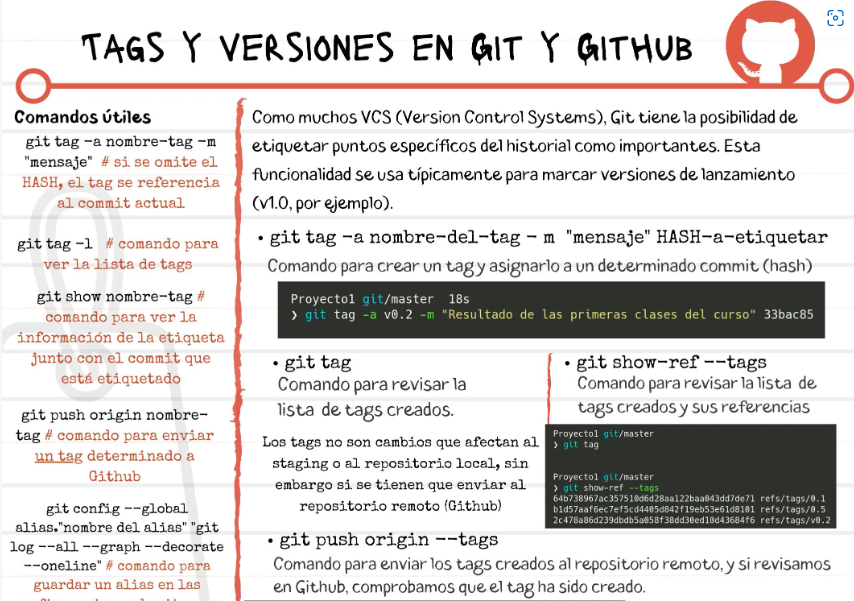 TAGS Y VERSIONES EN GIT Y GITHUB
Comandos útiles
git tag -a nombre-tag -m
"mensaje" # si se omite el
HASH, el tag se referencia
al commit actual
git tag -l # comando para
ver la lista de tags
git show nombre-tag #
comando para ver la
información de la etiqueta
junto con el commit que
está etiquetado
git push origin nombre-
tag # comando para enviar
un tag determinado a
Github
git config --global
alias."nombre del alias" "git
log --all --graph --decorate
--oneline" # comando para
guardar un alias en las
Como muchos VCS (Version Control Systems), Git tiene la posibilidad de
etiquetar puntos específicos del historial como importantes. Esta
funcionalidad se usa típicamente para marcar versiones de lanzamiento
(v1.0, por ejemplo).
• git tag -a nombre-del-tag - m "mensaje" HASH-a-etiquetar
Comando para crear un tag y asignarlo a un determinado commit (hash)
Proyecto1 git/master 18s
❯ git tag -a v0.2 -m "Resultado de las primeras clases del curso" 33bac85
• git tag
Comando para revisar la
lista de tags creados.
Los tags no son cambios que afectan al
staging o al repositorio local, sin
embargo si se tienen que enviar al
repositorio remoto (Github)
• git show-ref --tags
Comando para revisar la lista de
tags creados y sus referencias
Proyecto1 git/master
❯ git tag
Proyecto1 git/master
❯ git show-ref --tags
64b738967ac357510d6d28aa122baa043dd7de71 refs/tags/0.1
b1d57aaf6ec7ef5cd4405d842f19eb53e61d8101 refs/tags/0.5
2c478a86d239dbdb5a058f38dd30ed10d43684f6 refs/tags/v0.2
• git push origin --tags
Comando para enviar los tags creados al repositorio remoto, y si revisamos
en Github, comprobamos que el tag ha sido creado.